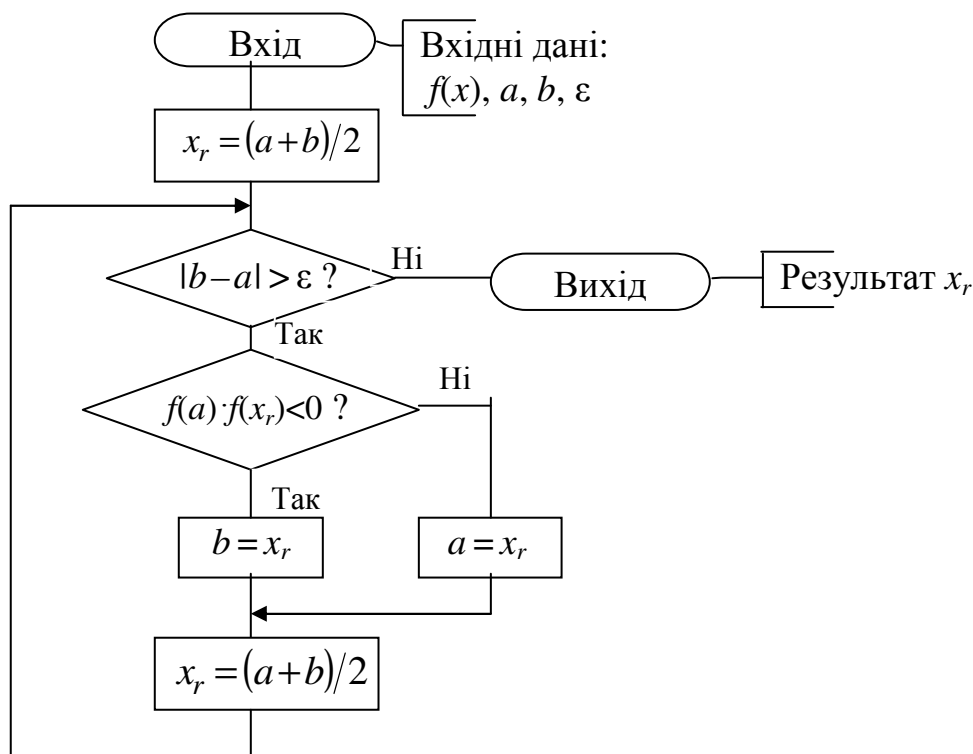 Вхід
Вхідні дані:
f(x), a, b, ε
x_r = (a+b)/2
|b−a| > ε ?
Ні
Вихід
Результат x_r
Так
f(a)·f(x_r)<0 ?
Ні
Так
b = x_r
a = x_r
x_r = (a+b)/2